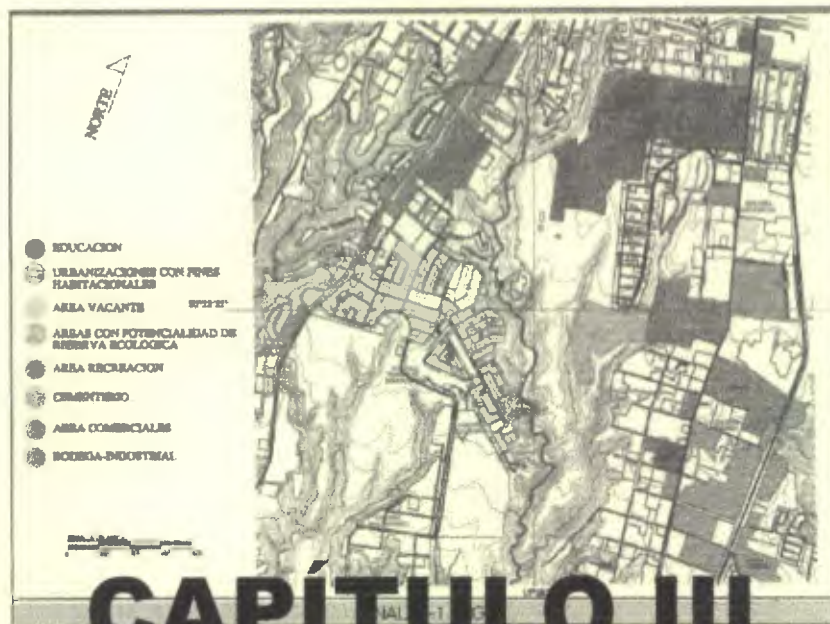 NORTE
EDUCACION
URBANIZACIONES CON FINES
HABITACIONALES
AREA VACANTE
AREAS CON POTENCIALIDAD DE
RESERVA ECOLOGICA
AREA RECREACION
CEMENTERIO
AREA COMERCIALES
BODEGA-INDUSTRIAL
CAPÍTULO III